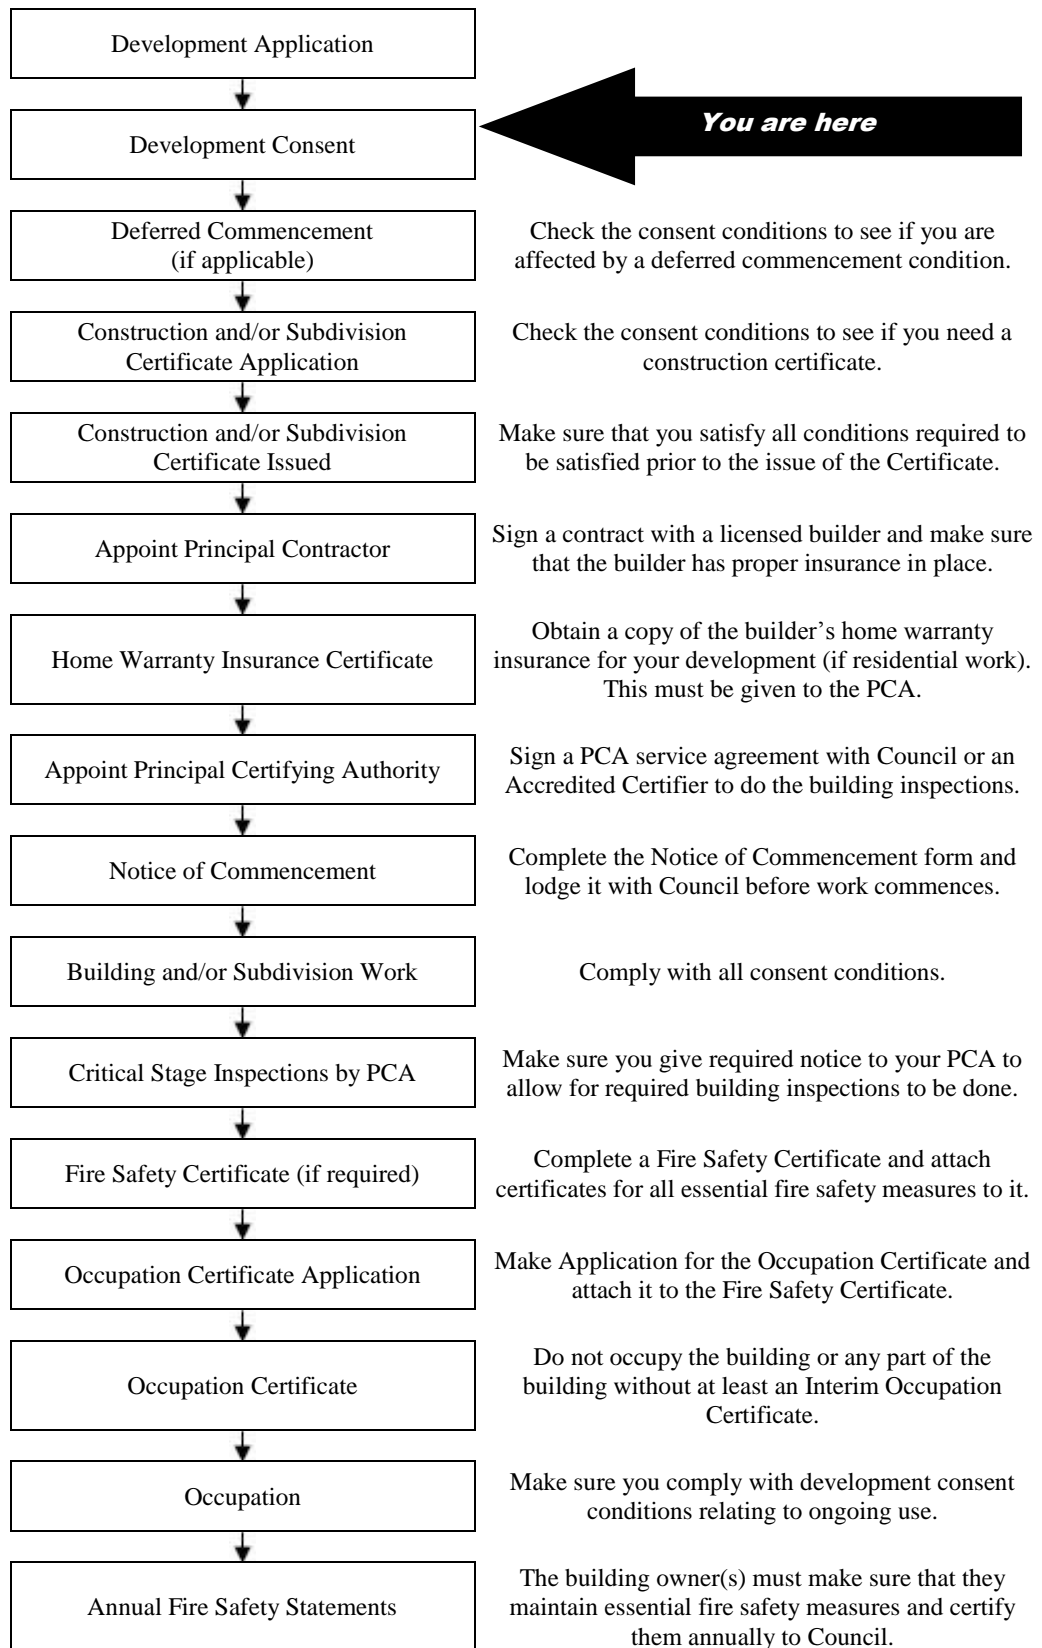 Development Application
You are here
Development Consent
Deferred Commencement
(if applicable)
Check the consent conditions to see if you are
affected by a deferred commencement condition.
Construction and/or Subdivision
Certificate Application
Check the consent conditions to see if you need a
construction certificate.
Construction and/or Subdivision
Certificate Issued
Make sure that you satisfy all conditions required to
be satisfied prior to the issue of the Certificate.
Appoint Principal Contractor
Sign a contract with a licensed builder and make sure
that the builder has proper insurance in place.
Home Warranty Insurance Certificate
Obtain a copy of the builder’s home warranty
insurance for your development (if residential work).
This must be given to the PCA.
Appoint Principal Certifying Authority
Sign a PCA service agreement with Council or an
Accredited Certifier to do the building inspections.
Notice of Commencement
Complete the Notice of Commencement form and
lodge it with Council before work commences.
Building and/or Subdivision Work
Comply with all consent conditions.
Critical Stage Inspections by PCA
Make sure you give required notice to your PCA to
allow for required building inspections to be done.
Fire Safety Certificate (if required)
Complete a Fire Safety Certificate and attach
certificates for all essential fire safety measures to it.
Occupation Certificate Application
Make Application for the Occupation Certificate and
attach it to the Fire Safety Certificate.
Occupation Certificate
Do not occupy the building or any part of the
building without at least an Interim Occupation
Certificate.
Occupation
Make sure you comply with development consent
conditions relating to ongoing use.
Annual Fire Safety Statements
The building owner(s) must make sure that they
maintain essential fire safety measures and certify
them annually to Council.